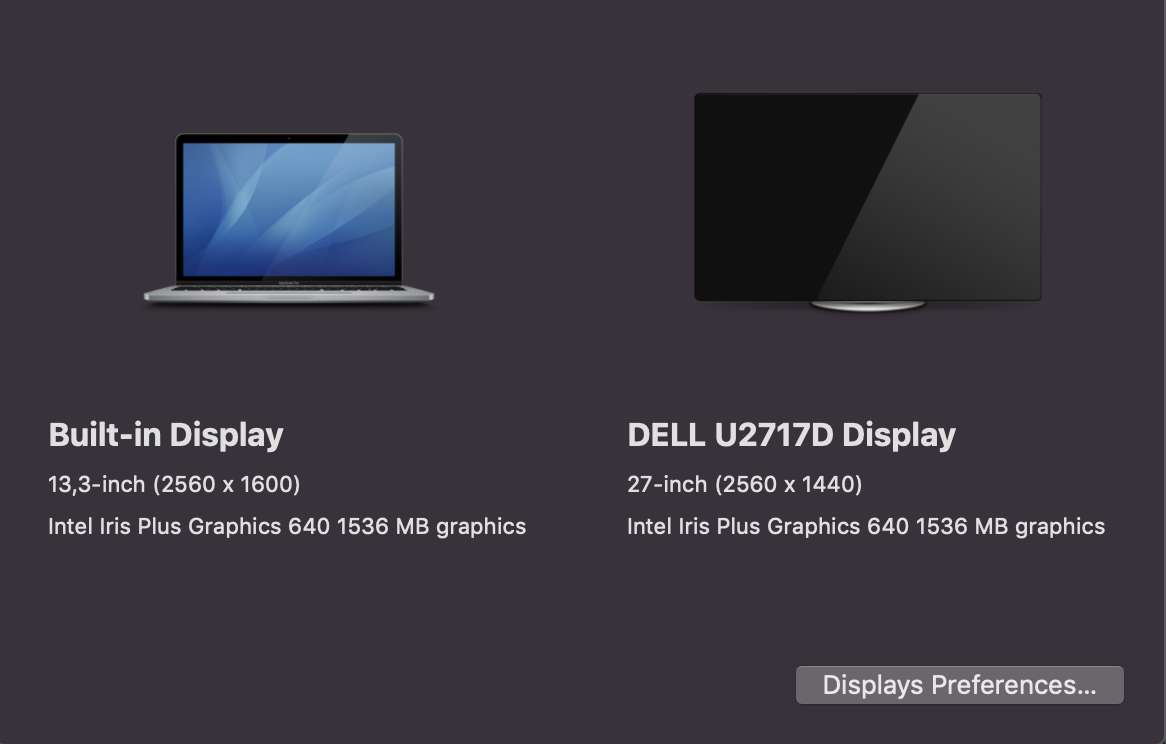 Built-in Display
13,3-inch (2560 x 1600)
Intel Iris Plus Graphics 640 1536 MB graphics
DELL U2717D Display
27-inch (2560 x 1440)
Intel Iris Plus Graphics 640 1536 MB graphics
Displays Preferences...